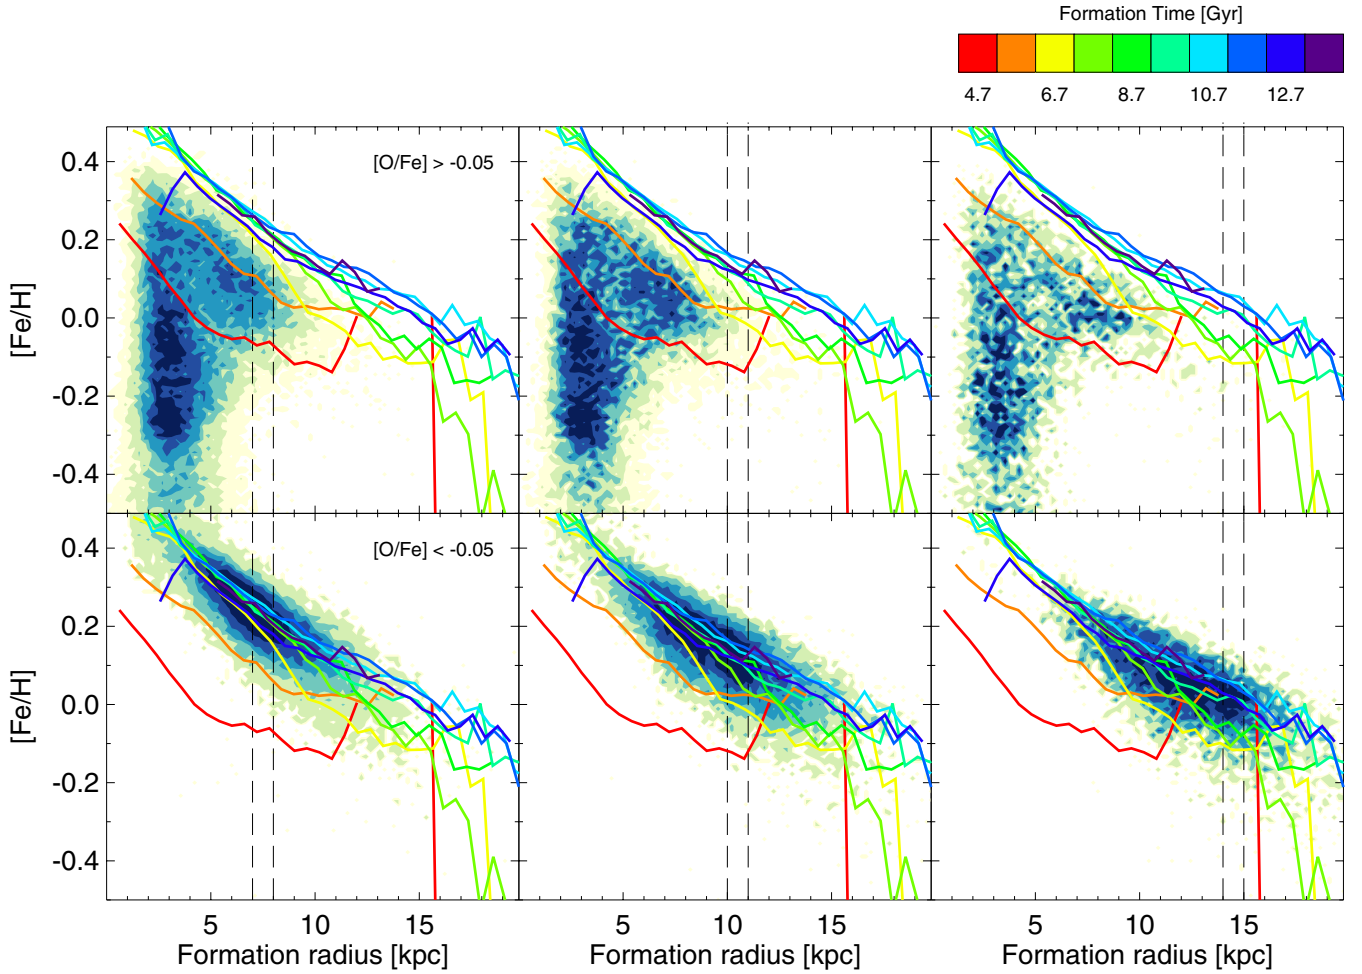 Formation Time [Gyr]
4.7 6.7 8.7 10.7 12.7
[O/Fe] > -0.05
0.4
0.2
0.0
-0.2
-0.4
[Fe/H]
[O/Fe] < -0.05
0.4
0.2
0.0
-0.2
-0.4
[Fe/H]
5 10 15 5 10 15 5 10 15
Formation radius [kpc] Formation radius [kpc] Formation radius [kpc]